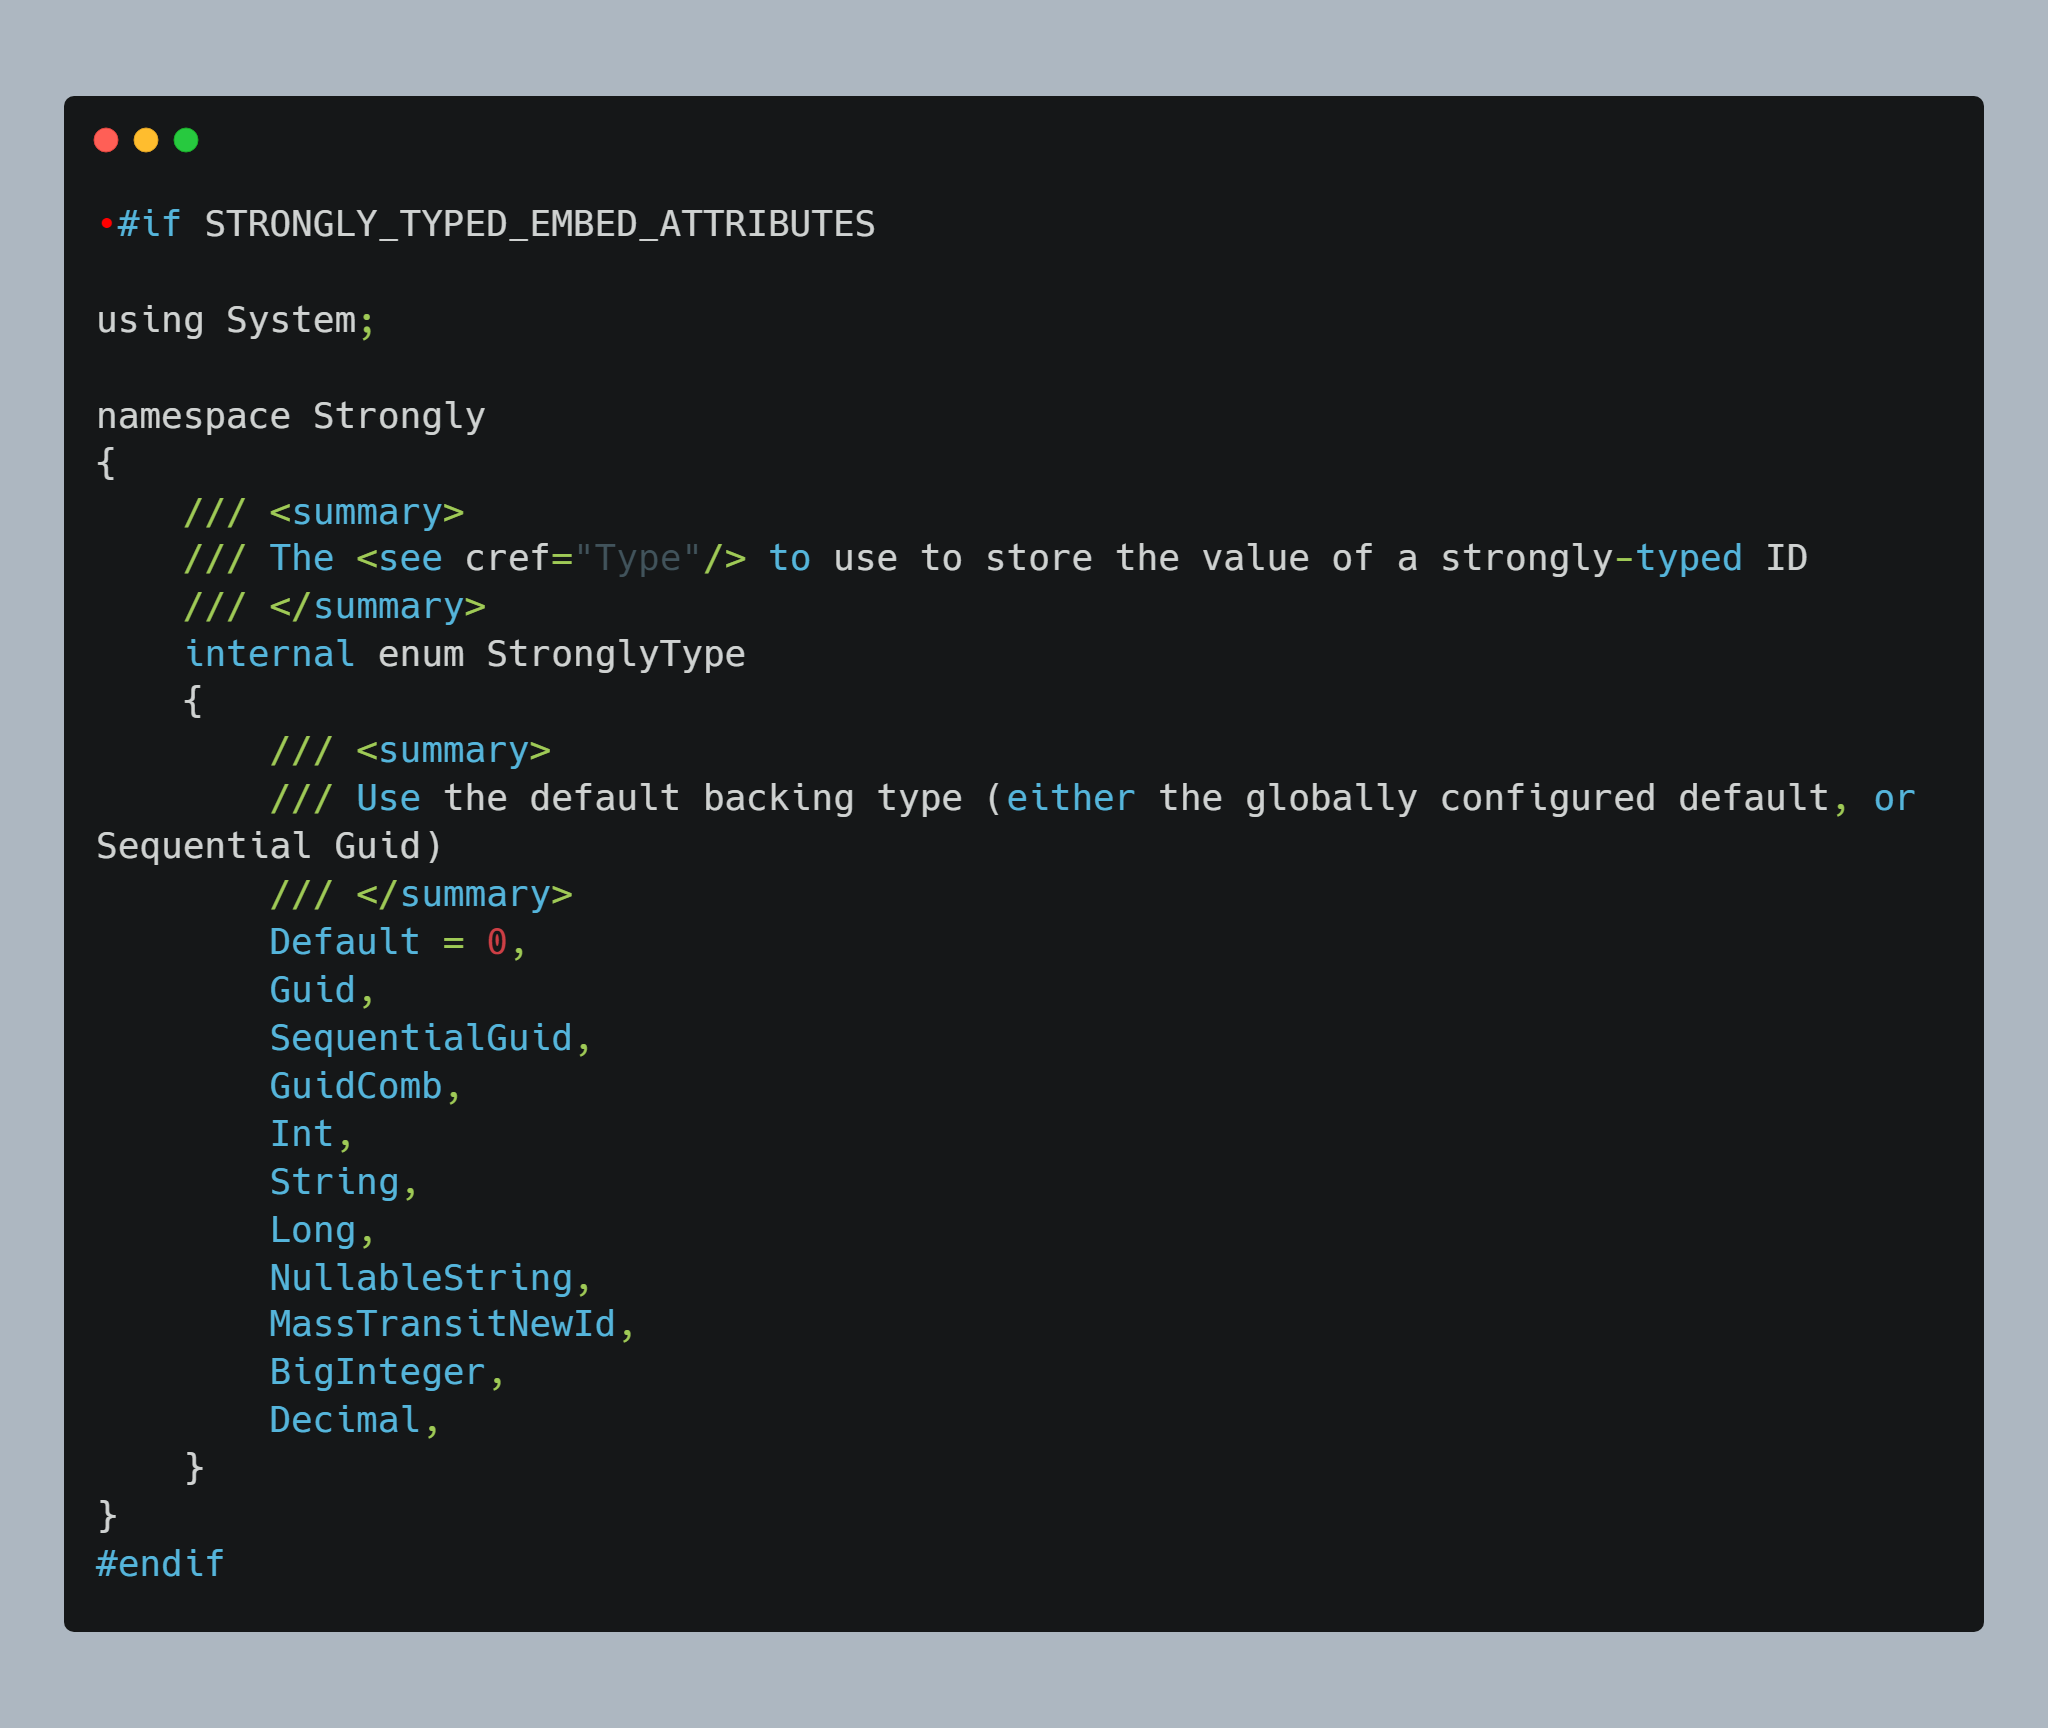 •#if STRONGLY_TYPED_EMBED_ATTRIBUTES

using System;

namespace Strongly
{
    /// <summary>
    /// The <see cref="Type"/> to use to store the value of a strongly-typed ID
    /// </summary>
    internal enum StronglyType
    {
        /// <summary>
        /// Use the default backing type (either the globally configured default, or
Sequential Guid)
        /// </summary>
        Default = 0,
        Guid,
        SequentialGuid,
        GuidComb,
        Int,
        String,
        Long,
        NullableString,
        MassTransitNewId,
        BigInteger,
        Decimal,
    }
}
#endif